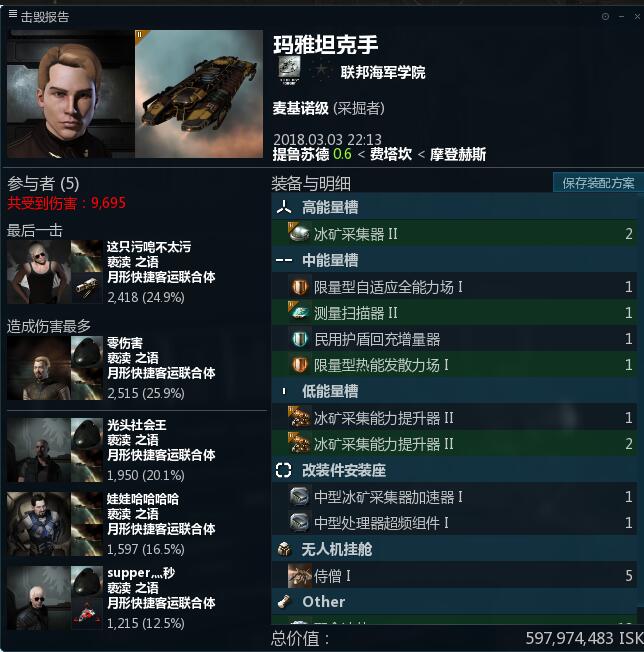 击毁报告
玛雅坦克手
联邦海军学院
麦基诺级 (采掘者)
2018.03.03 22:13
提鲁苏德 0.6 < 费塔坎 < 摩登赫斯
参与者 (5)
共受到伤害：9,695
最后一击
这只污鸣不太污
亵渎 之语
月形快捷客运联合体
2,418 (24.9%)
造成伤害最多
零伤害
亵渎 之语
月形快捷客运联合体
2,515 (25.9%)
光头社会王
亵渎 之语
月形快捷客运联合体
1,950 (20.1%)
娃娃哈哈哈哈
亵渎 之语
月形快捷客运联合体
1,597 (16.5%)
supper灬秒
亵渎 之语
月形快捷客运联合体
1,215 (12.5%)
装备与明细
保存装配方案
高能量槽
冰矿采集器 II 2
中能量槽
限量型自适应全能力场 I 1
测量扫描器 II 1
民用护盾回充增量器 1
限量型热能发散力场 I 1
低能量槽
冰矿采集能力提升器 II 1
冰矿采集能力提升器 II 2
改装件安装座
中型冰矿采集器加速器 I 1
中型处理器超频组件 I 1
无人机挂舱
侍僧 I 5
Other
总价值： 597,974,483 ISK